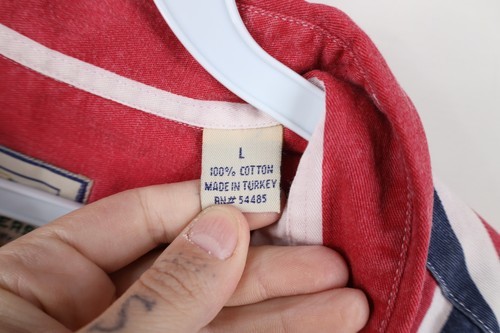 L
100% COTTON
MADE IN TURKEY
RN# 54485